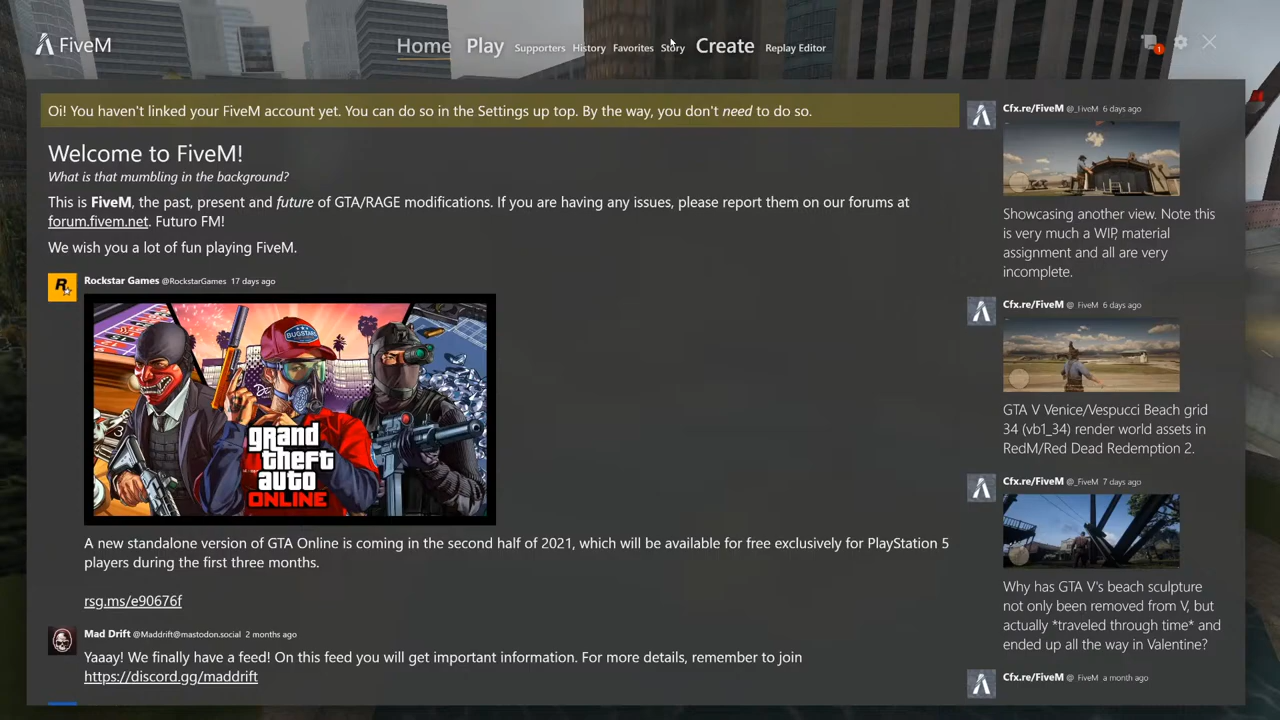 FiveM
Home Play Supporters History Favorites Story Create Replay Editor
1
Oi! You haven't linked your FiveM account yet. You can do so in the Settings up top. By the way, you don't need to do so.
Welcome to FiveM!
What is that mumbling in the background?
This is FiveM, the past, present and future of GTA/RAGE modifications. If you are having any issues, please report them on our forums at
forum.fivem.net. Futuro FM!
We wish you a lot of fun playing FiveM.
R
Rockstar Games @RockstarGames 17 days ago
BUGSTARS
grand
theft
auto
ONLINE
A new standalone version of GTA Online is coming in the second half of 2021, which will be available for free exclusively for PlayStation 5
players during the first three months.
rsg.ms/e90676f
Mad Drift @Maddrift@mastodon.social 2 months ago
Yaaay! We finally have a feed! On this feed you will get important information. For more details, remember to join
https://discord.gg/maddrift
Cfx.re/FiveM @_FiveM 6 days ago
Showcasing another view. Note this
is very much a WIP, material
assignment and all are very
incomplete.
Cfx.re/FiveM @_FiveM 6 days ago
GTA V Venice/Vespucci Beach grid
34 (vb1_34) render world assets in
RedM/Red Dead Redemption 2.
Cfx.re/FiveM @_FiveM 7 days ago
Why has GTA V's beach sculpture
not only been removed from V, but
actually *traveled through time* and
ended up all the way in Valentine?
Cfx.re/FiveM @_FiveM a month ago